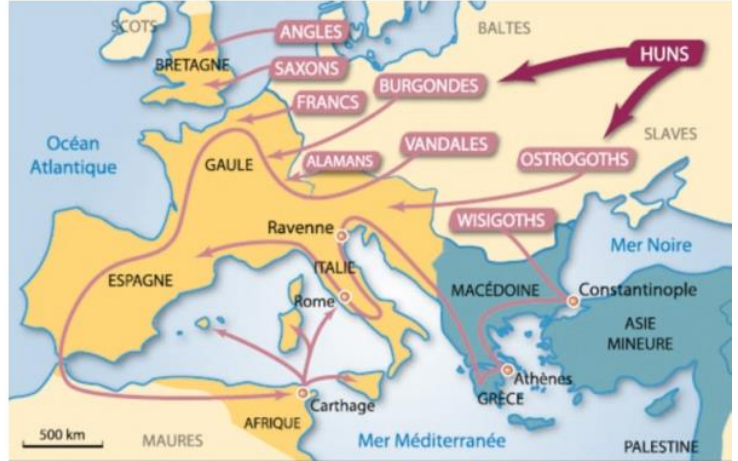 SCOTS
ANGLES
BALTES
HUNS
BRETAGNE
SAXONS
BURGONDES
FRANCS
Océan
Atlantique
GAULE
ALAMANS
VANDALES
OSTROGOTHS
SLAVES
WISIGOTHS
Ravenne
Mer Noire
ESPAGNE
ITALIE
Rome
MACÉDOINE
Constantinople
ASIE
MINEURE
Athènes
GRÈCE
Carthage
AFRIQUE
500 km
MAURES
Mer Méditerranée
PALESTINE